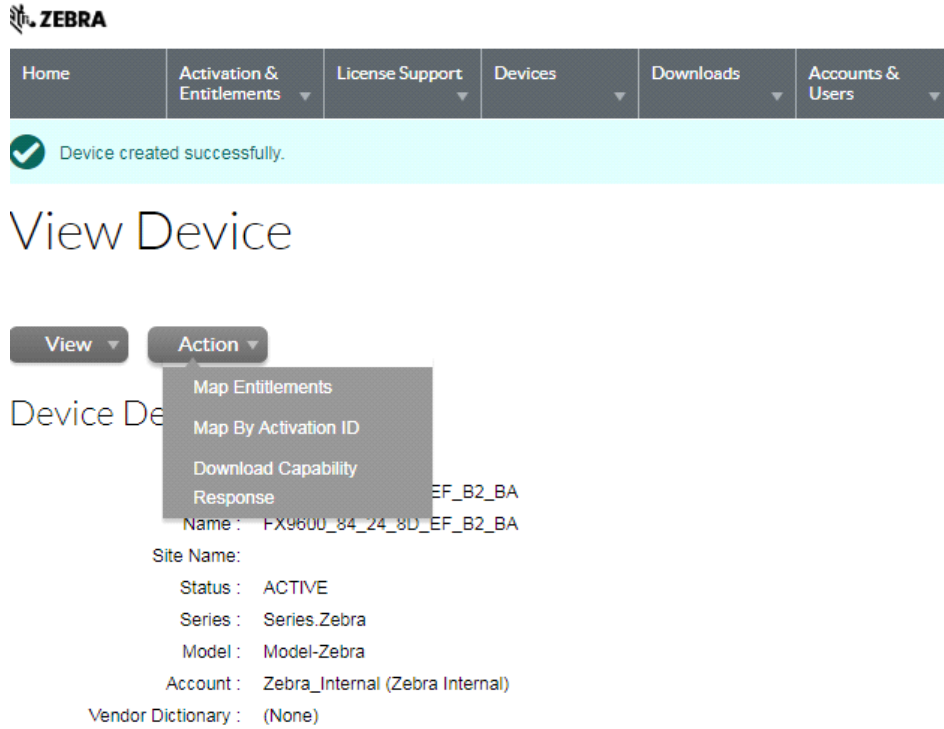 ZEBRA
Home
Activation &
Entitlements
License Support
Devices
Downloads
Accounts &
Users
Device created successfully.
View Device
View
Action
Map Entitlements
Map By Activation ID
Download Capability
Response
Device De
EF_B2_BA
Name : FX9600_84_24_8D_EF_B2_BA
Site Name:
Status : ACTIVE
Series : Series.Zebra
Model : Model-Zebra
Account : Zebra_Internal (Zebra Internal)
Vendor Dictionary : (None)